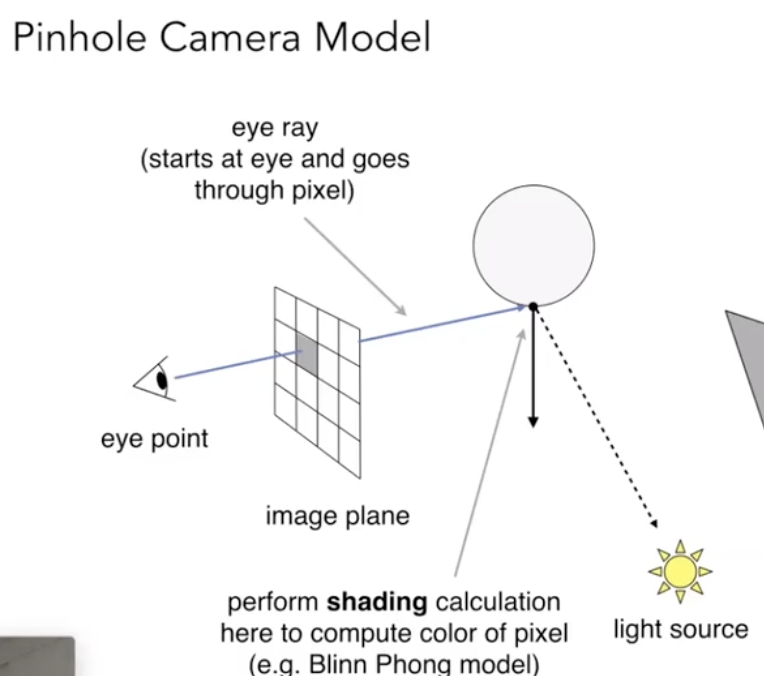 Pinhole Camera Model
eye ray
(starts at eye and goes
through pixel)
eye point
image plane
perform shading calculation
here to compute color of pixel
(e.g. Blinn Phong model)
light source